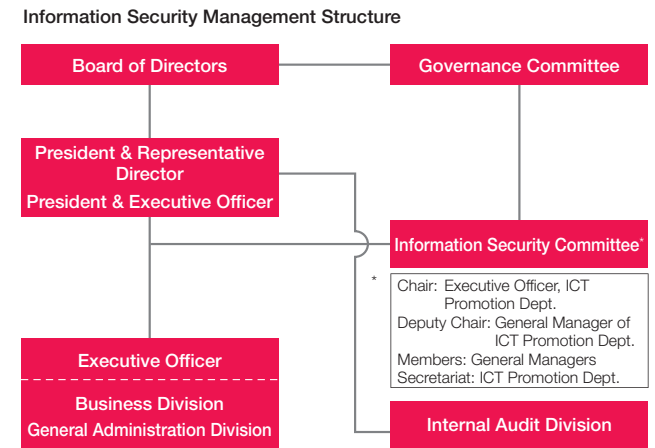 Information Security Management Structure
Board of Directors
Governance Committee
President & Representative
Director
President & Executive Officer
Information Security Committee*
* Chair: Executive Officer, ICT
Promotion Dept.
Deputy Chair: General Manager of
ICT Promotion Dept.
Members: General Managers
Secretariat: ICT Promotion Dept.
Executive Officer
Business Division
General Administration Division
Internal Audit Division